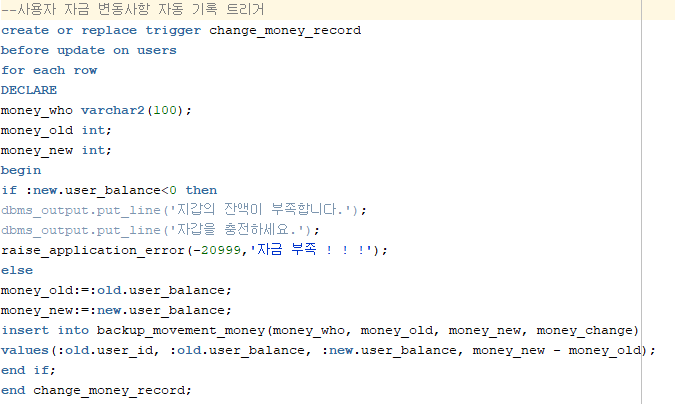 --사용자 자금 변동사항 자동 기록 트리거
create or replace trigger change_money_record
before update on users
for each row
DECLARE
money_who varchar2(100);
money_old int;
money_new int;
begin
if :new.user_balance<0 then
dbms_output.put_line('지갑의 잔액이 부족합니다.');
dbms_output.put_line('자갑을 충전하세요.');
raise_application_error(-20999,'자금 부족 ! ! !');
else
money_old:=:old.user_balance;
money_new:=:new.user_balance;
insert into backup_movement_money(money_who, money_old, money_new, money_change)
values(:old.user_id, :old.user_balance, :new.user_balance, money_new - money_old);
end if;
end change_money_record;